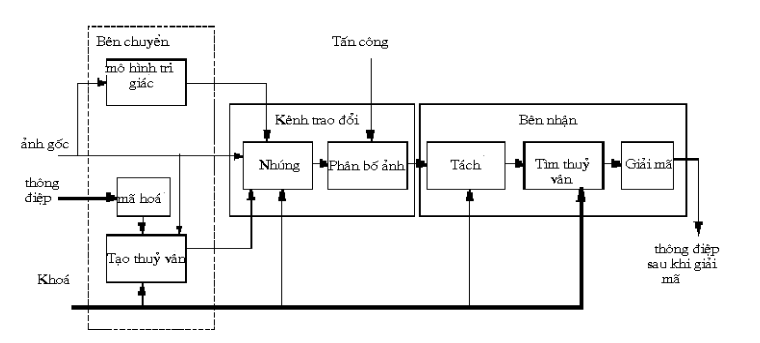 Bên chuyển
Tấn công
mô hình tri
giác
Kênh trao đổi
Bên nhận
ảnh gốc
Nhúng
Phân bố ảnh
Tách
Tìm thuỷ
vân
Giải mã
thông
điệp
mã hoá
Tạo thuỷ vân
thông điệp
sau khi giải
mã
Khoá